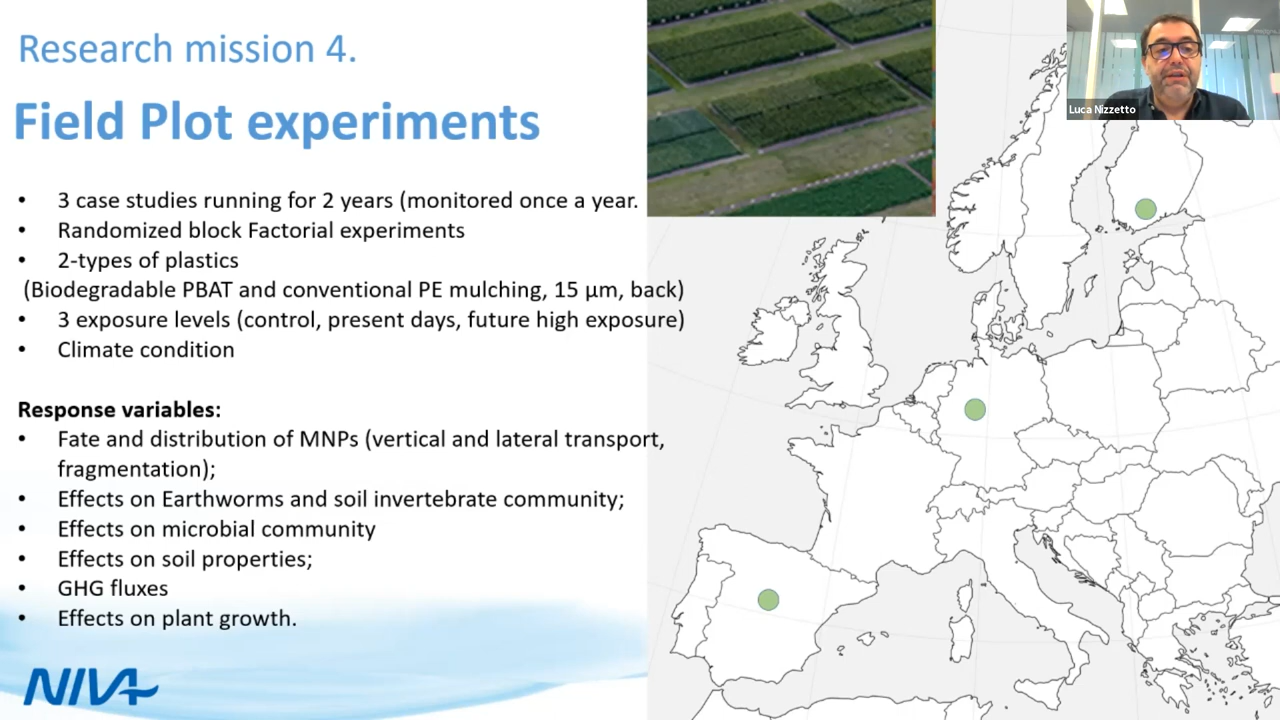 Research mission 4.
Field Plot experiments
• 3 case studies running for 2 years (monitored once a year.
• Randomized block Factorial experiments
• 2-types of plastics
(Biodegradable PBAT and conventional PE mulching, 15 µm, back)
• 3 exposure levels (control, present days, future high exposure)
• Climate condition
Response variables:
• Fate and distribution of MNPs (vertical and lateral transport,
fragmentation);
• Effects on Earthworms and soil invertebrate community;
• Effects on microbial community
• Effects on soil properties;
• GHG fluxes
• Effects on plant growth.
NIVA
Luca Nizzetto